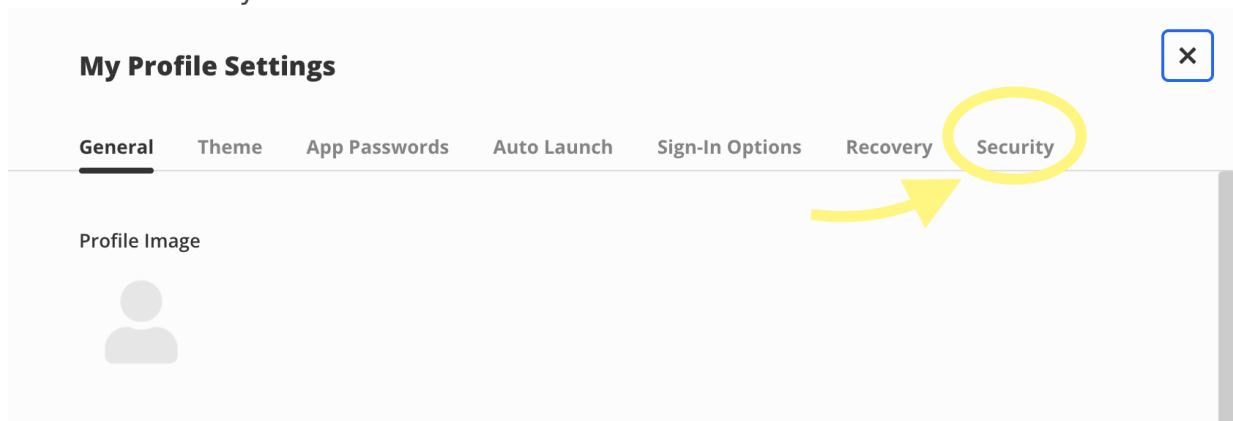 My Profile Settings
General Theme App Passwords Auto Launch Sign-In Options Recovery Security
Profile Image